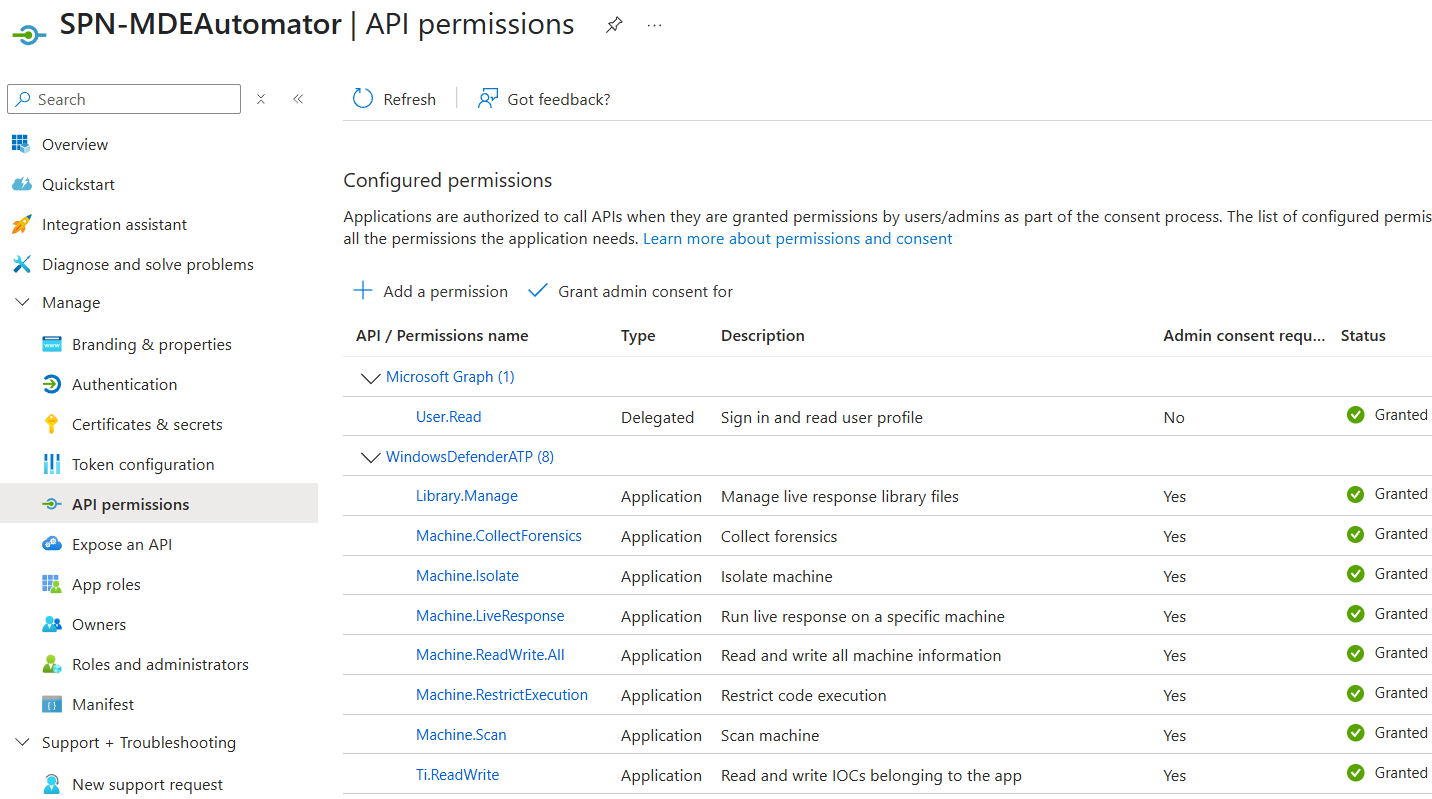 SPN-MDEAutomator | API permissions
Search
Overview
Quickstart
Integration assistant
Diagnose and solve problems
Manage
Branding & properties
Authentication
Certificates & secrets
Token configuration
API permissions
Expose an API
App roles
Owners
Roles and administrators
Manifest
Support + Troubleshooting
New support request
Refresh
Got feedback?
Configured permissions
Applications are authorized to call APIs when they are granted permissions by users/admins as part of the consent process. The list of configured permis
all the permissions the application needs. Learn more about permissions and consent
Add a permission Grant admin consent for
API / Permissions name Type Description Admin consent requ... Status
Microsoft Graph (1)
User.Read Delegated Sign in and read user profile No Granted
WindowsDefenderATP (8)
Library.Manage Application Manage live response library files Yes Granted
Machine.CollectForensics Application Collect forensics Yes Granted
Machine.Isolate Application Isolate machine Yes Granted
Machine.LiveResponse Application Run live response on a specific machine Yes Granted
Machine.ReadWrite.All Application Read and write all machine information Yes Granted
Machine.RestrictExecution Application Restrict code execution Yes Granted
Machine.Scan Application Scan machine Yes Granted
Ti.ReadWrite Application Read and write IOCs belonging to the app Yes Granted